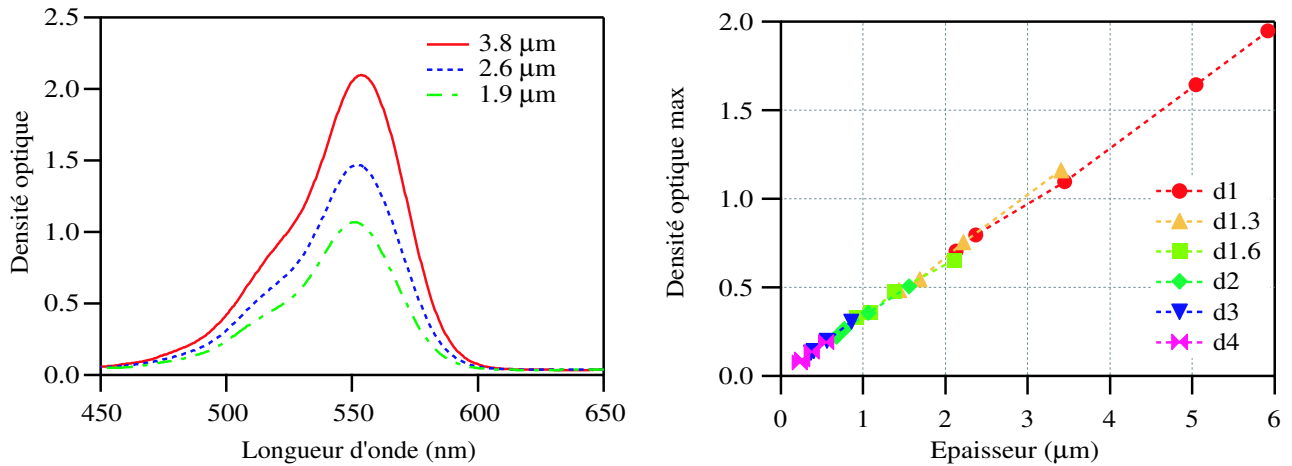 Densité optique
2.5
2.0
1.5
1.0
0.5
0.0
3.8 μm
2.6 μm
1.9 μm
450
500
550
600
650
Longueur d'onde (nm)
Densité optique max
2.0
1.5
1.0
0.5
0.0
d1
d1.3
d1.6
d2
d3
d4
0
1
2
3
4
5
6
Epaisseur (μm)